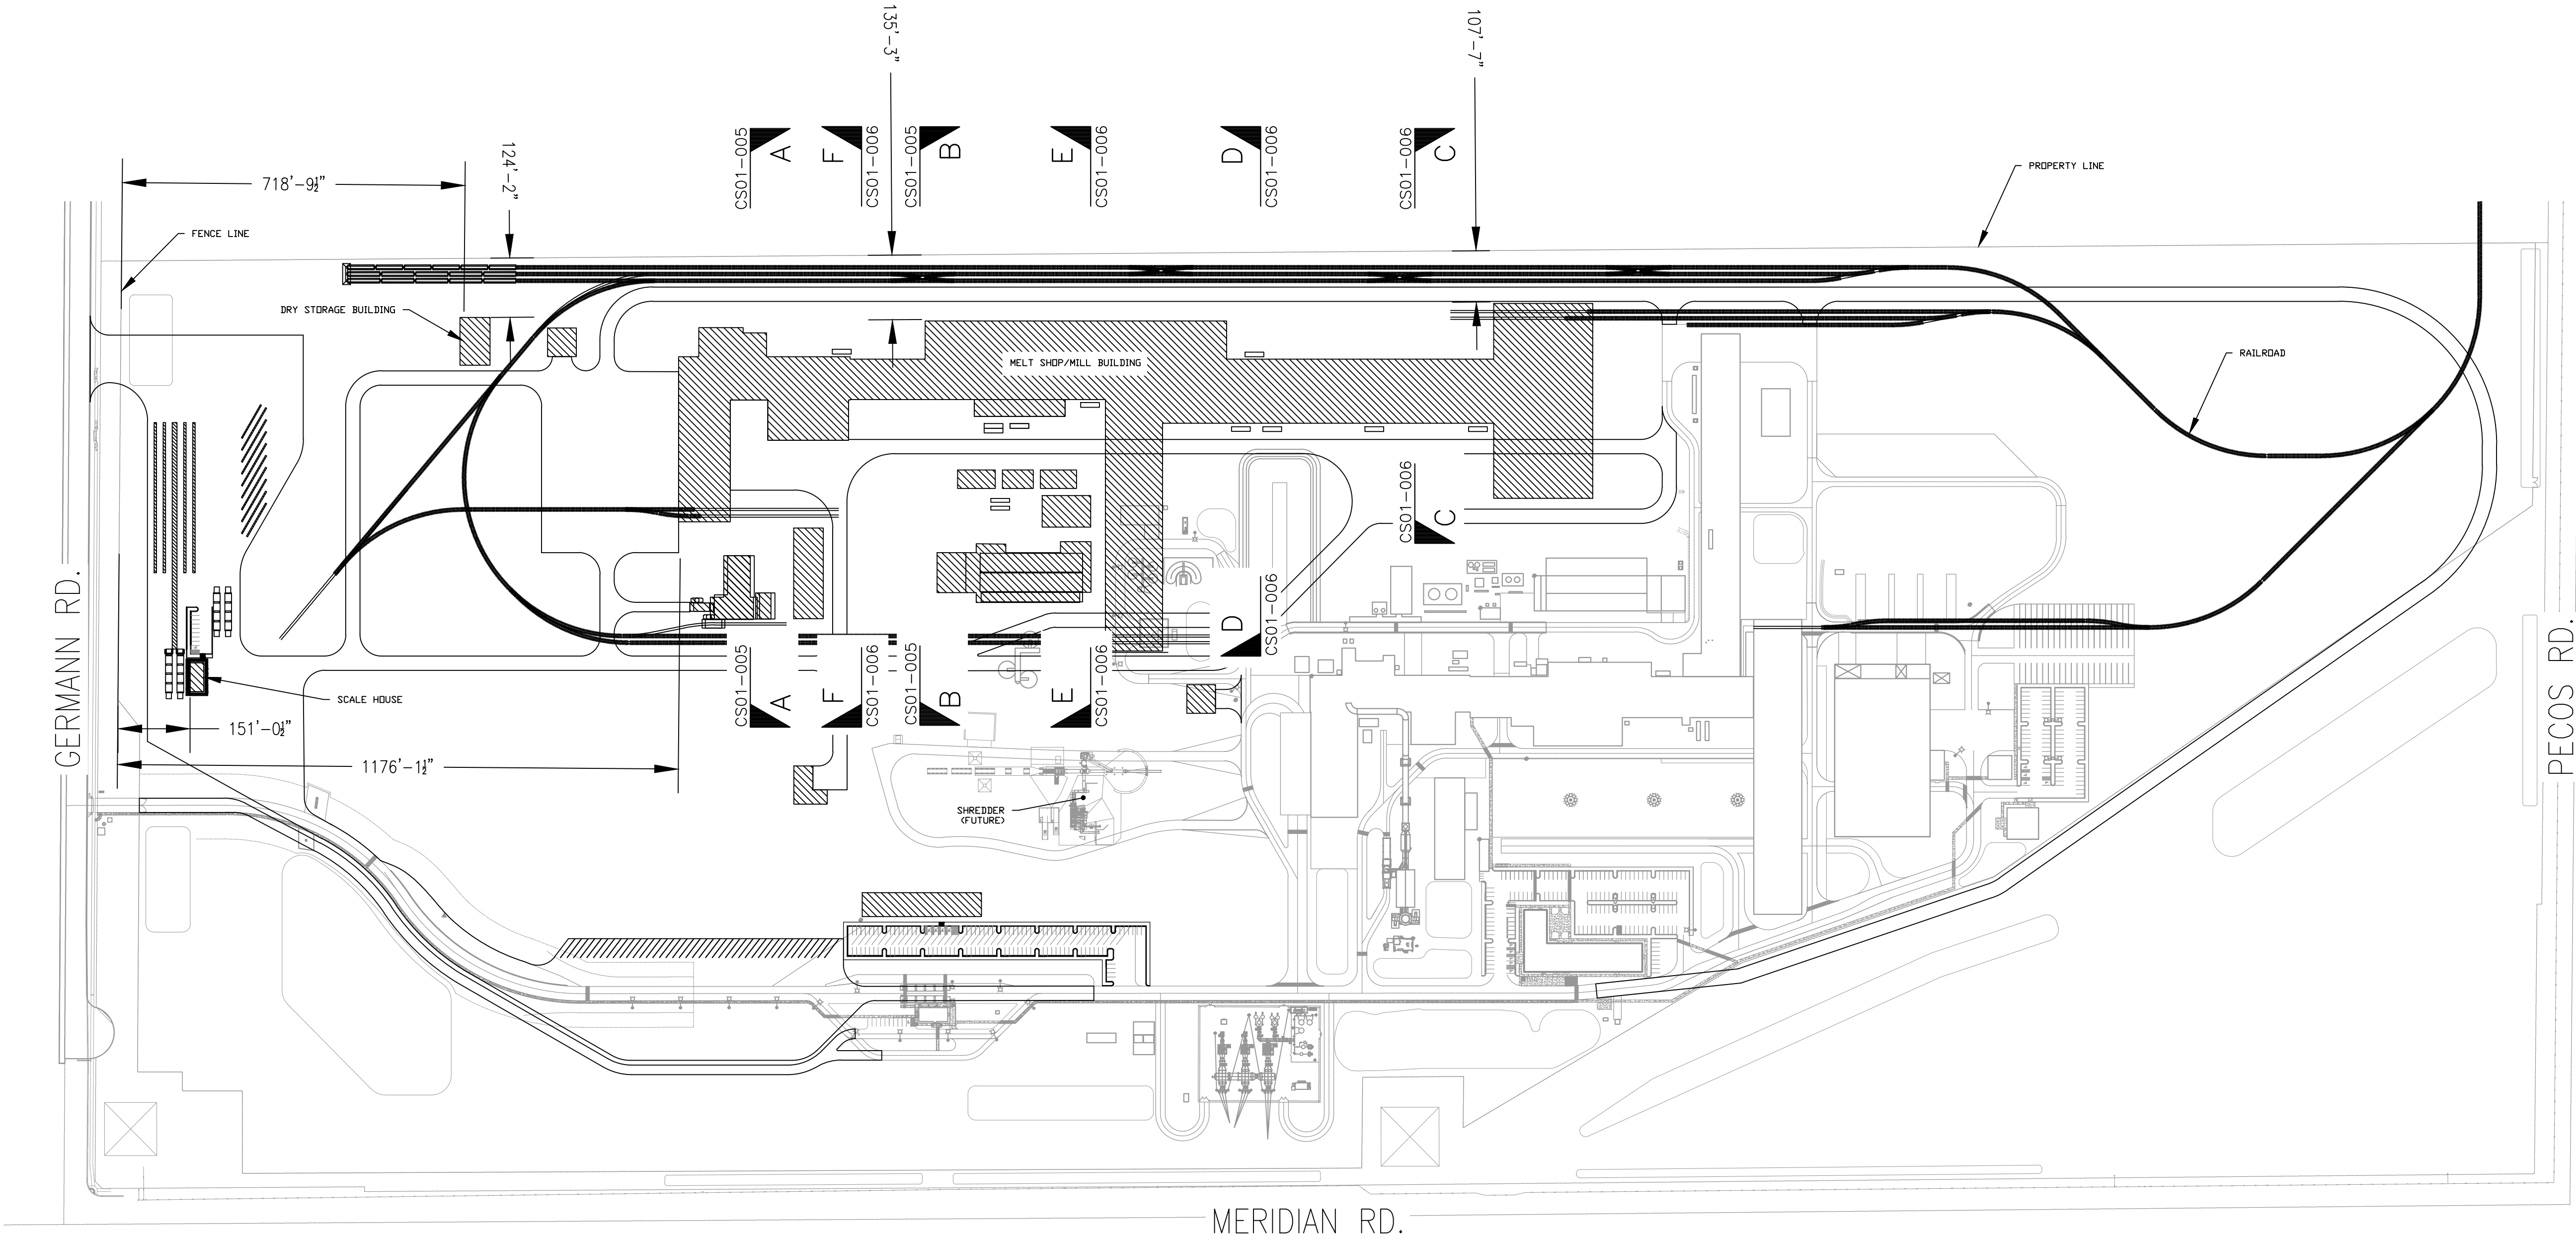 135'-3"
107'-7"
CS01-005
A
F
CS01-006
CS01-005
B
E
CS01-006
D
CS01-006
CS01-006
C
124'-2"
718'-9½"
PROPERTY LINE
FENCE LINE
DRY STORAGE BUILDING
RAILROAD
MELT SHOP/MILL BUILDING
CS01-006
C
GERMANN RD.
D
CS01-006
PECOS RD.
SCALE HOUSE
CS01-005
A
F
CS01-006
CS01-005
B
E
CS01-006
151'-0½"
1176'-1½"
SHREDDER
(FUTURE)
MERIDIAN RD.